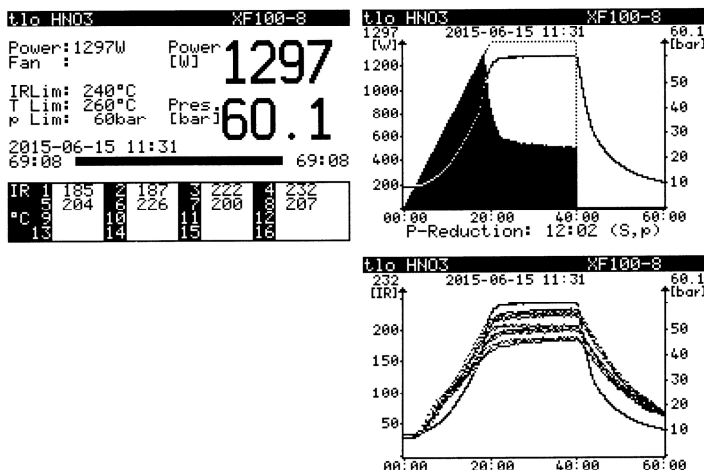 tlo HNO3 XF100-8
Power:1297W Power [W] 1297
Fan :
IRLim: 240°C
T Lim: 260°C Pres. [bar] 60.1
p Lim: 60bar
2015-06-15 11:31
69:08 69:08
IR 1 185 2 187 3 222 4 232
5 204 6 226 7 200 8 207
°C 9 10 11 12
13 14 15 16
tlo HNO3 XF100-8
1297 2015-06-15 11:31 60.1
[W] [bar]
1200
1000
800
600
400
200
60
50
40
30
20
10
00:00 20:00 40:00 60:00
P-Reduction: 12:02 (S,p)
tlo HNO3 XF100-8
232 2015-06-15 11:31 60.1
[IR] [bar]
200
150
100
50
50
40
30
20
10
00:00 20:00 40:00 60:00